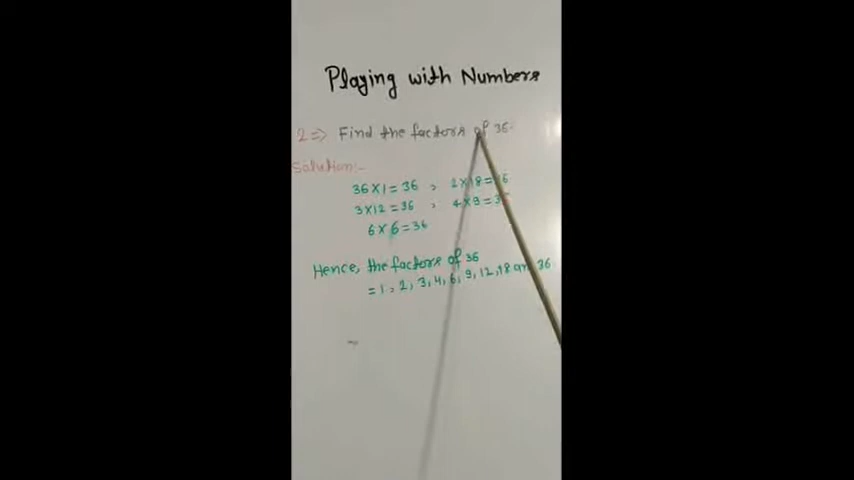 Playing with Numbers
2=> Find the factors of 36.
Solution:-
36 X 1 = 36 , 2 X 18 = 36
3 X 12 = 36 , 4 X 9 = 36
6 X 6 = 36
Hence, the factors of 36
= 1, 2, 3, 4, 6, 9, 12, 18 an 36